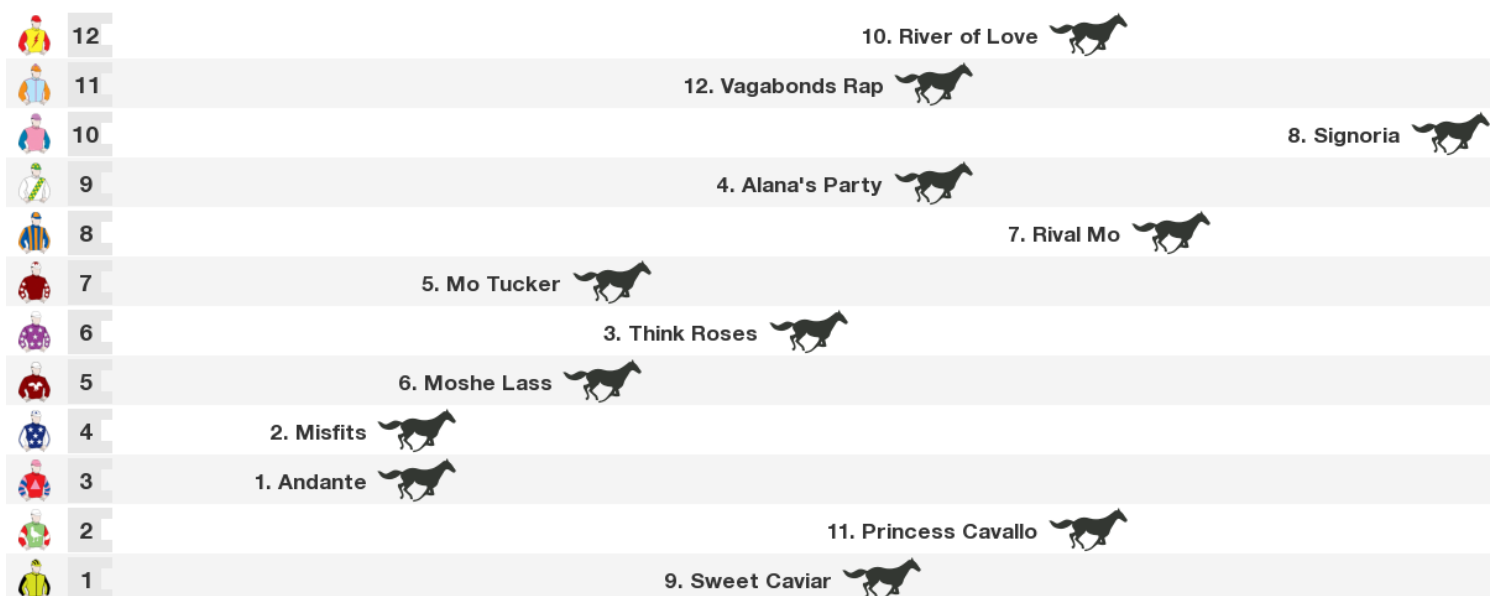 12 10. River of Love
11 12. Vagabonds Rap
10 8. Signoria
9 4. Alana's Party
8 7. Rival Mo
7 5. Mo Tucker
6 3. Think Roses
5 6. Moshe Lass
4 2. Misfits
3 1. Andante
2 11. Princess Cavallo
1 9. Sweet Caviar